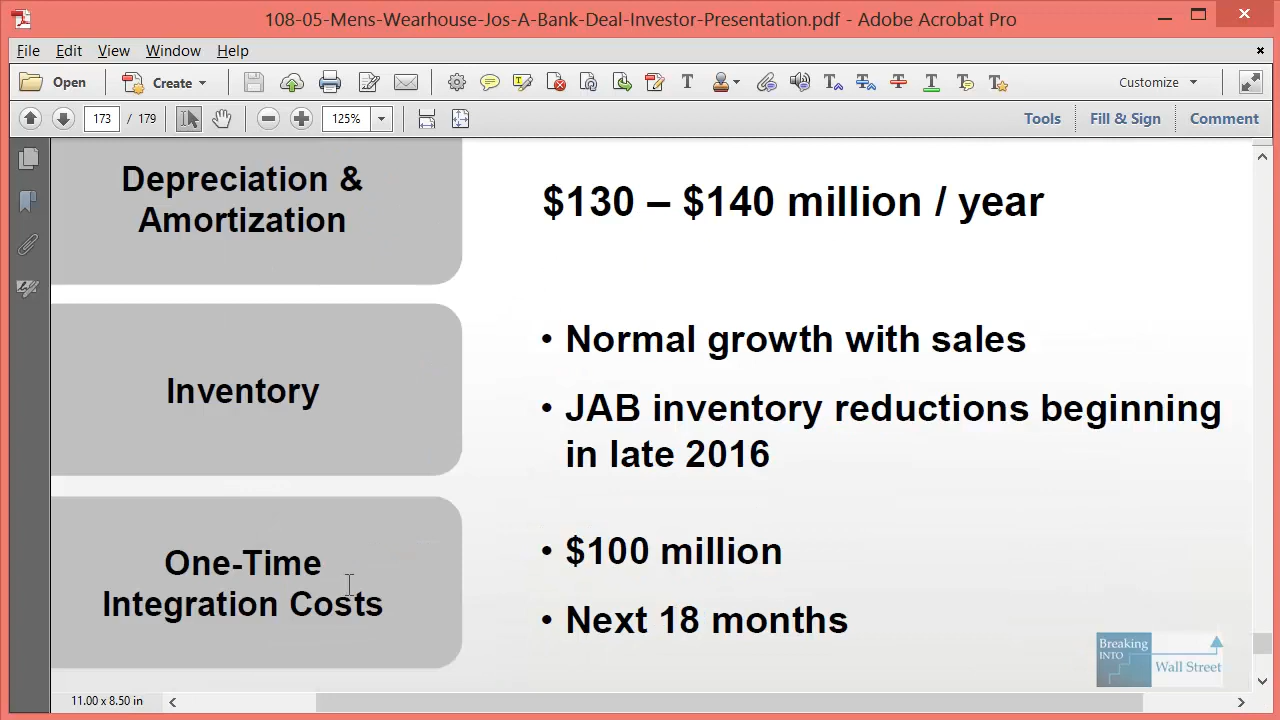 108-05-Mens-Wearhouse-Jos-A-Bank-Deal-Investor-Presentation.pdf - Adobe Acrobat Pro
File Edit View Window Help
Open Create Customize
173 / 179 125% Tools Fill & Sign Comment
Depreciation &
Amortization
$130 – $140 million / year
Inventory
• Normal growth with sales
• JAB inventory reductions beginning
in late 2016
One-Time
Integration Costs
• $100 million
• Next 18 months
Breaking
INTO
Wall Street
11.00 x 8.50 in